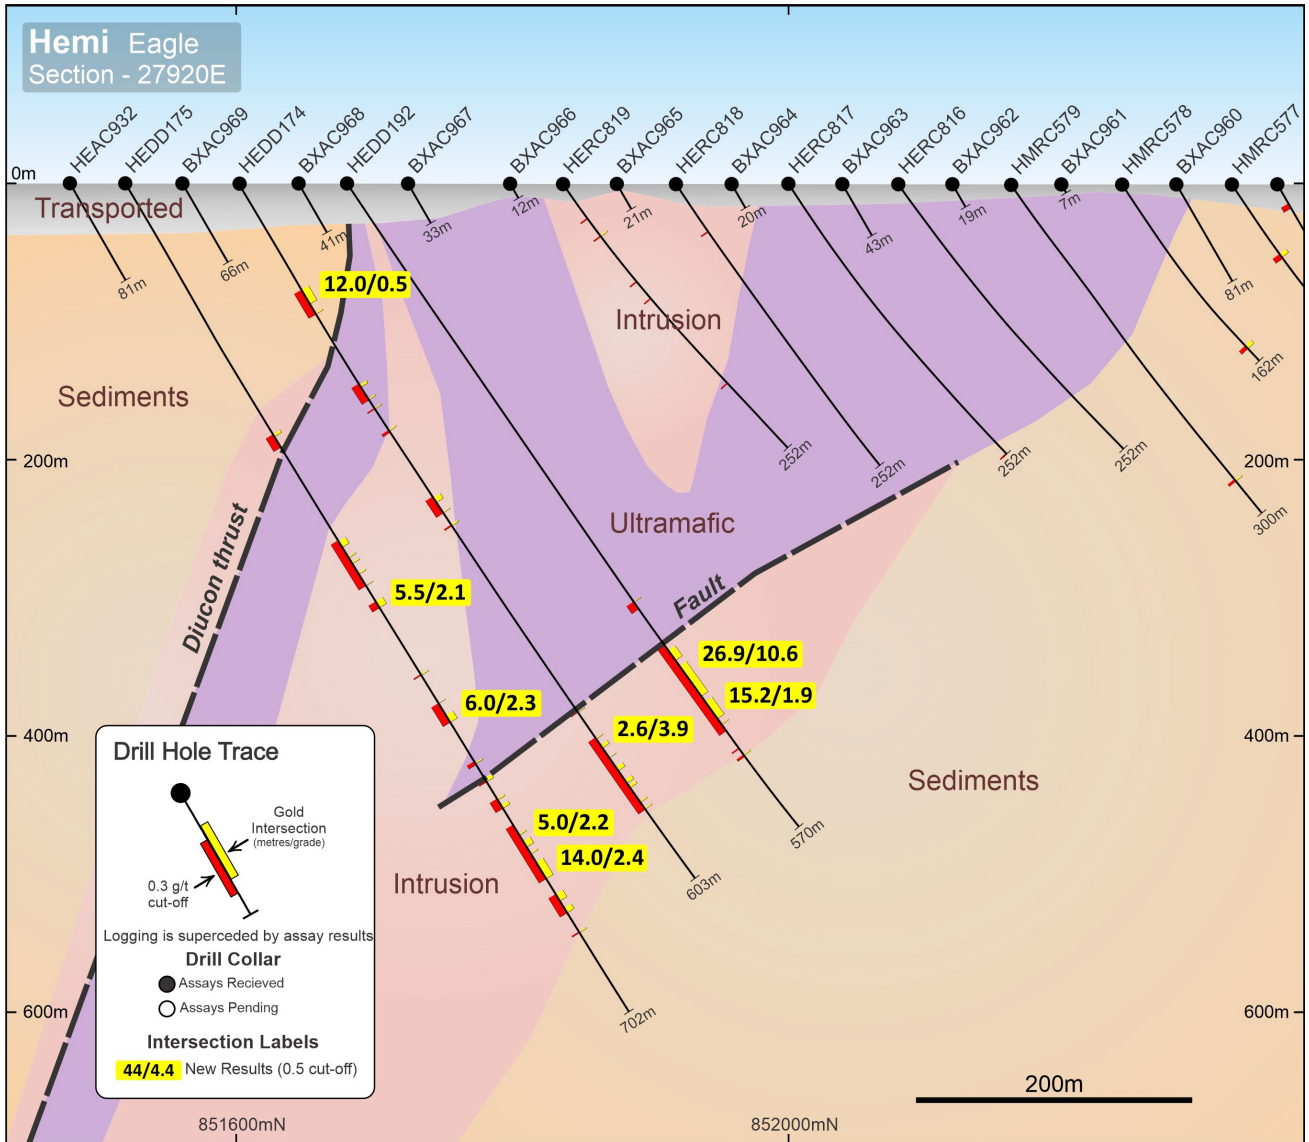 Hemi Eagle
Section - 27920E
HEAC932
HEDD175
BXAC969
HEDD174
BXAC968
HEDD192
BXAC967
BXAC966
HERC819
BXAC965
HERC818
BXAC964
HERC817
BXAC963
HERC816
BXAC962
HMRC579
BXAC961
HMRC578
BXAC960
HMRC577
0m
0m
Transported
81m
66m
41m
33m
12m
21m
20m
43m
19m
7m
81m
12.0/0.5
Intrusion
162m
Sediments
200m
252m
252m
252m
252m
200m
300m
Diucon thrust
Ultramafic
5.5/2.1
Fault
26.9/10.6
15.2/1.9
6.0/2.3
2.6/3.9
400m
400m
Sediments
5.0/2.2
14.0/2.4
570m
Intrusion
603m
702m
600m
600m
Drill Hole Trace
Gold
Intersection
(metres/grade)
0.3 g/t
cut-off
Logging is superceded by assay results
Drill Collar
Assays Recieved
Assays Pending
Intersection Labels
44/4.4 New Results (0.5 cut-off)
200m
851600mN
852000mN